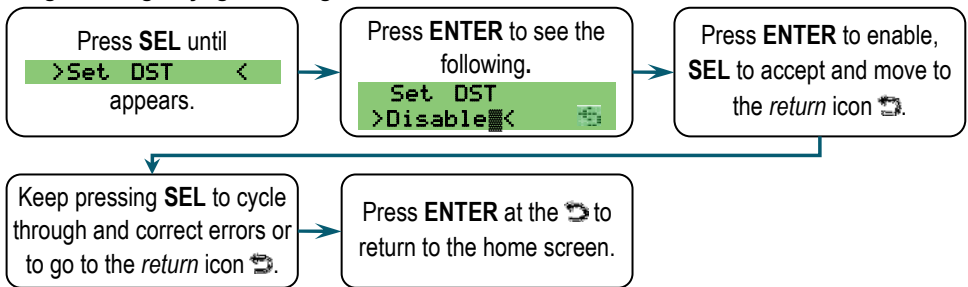 Press SEL until
>Set DST <
appears.
Press ENTER to see the
following.
Set DST
>Disable█<
Press ENTER to enable,
SEL to accept and move to
the return icon ⮌.
Keep pressing SEL to cycle
through and correct errors or
to go to the return icon ⮌.
Press ENTER at the ⮌ to
return to the home screen.